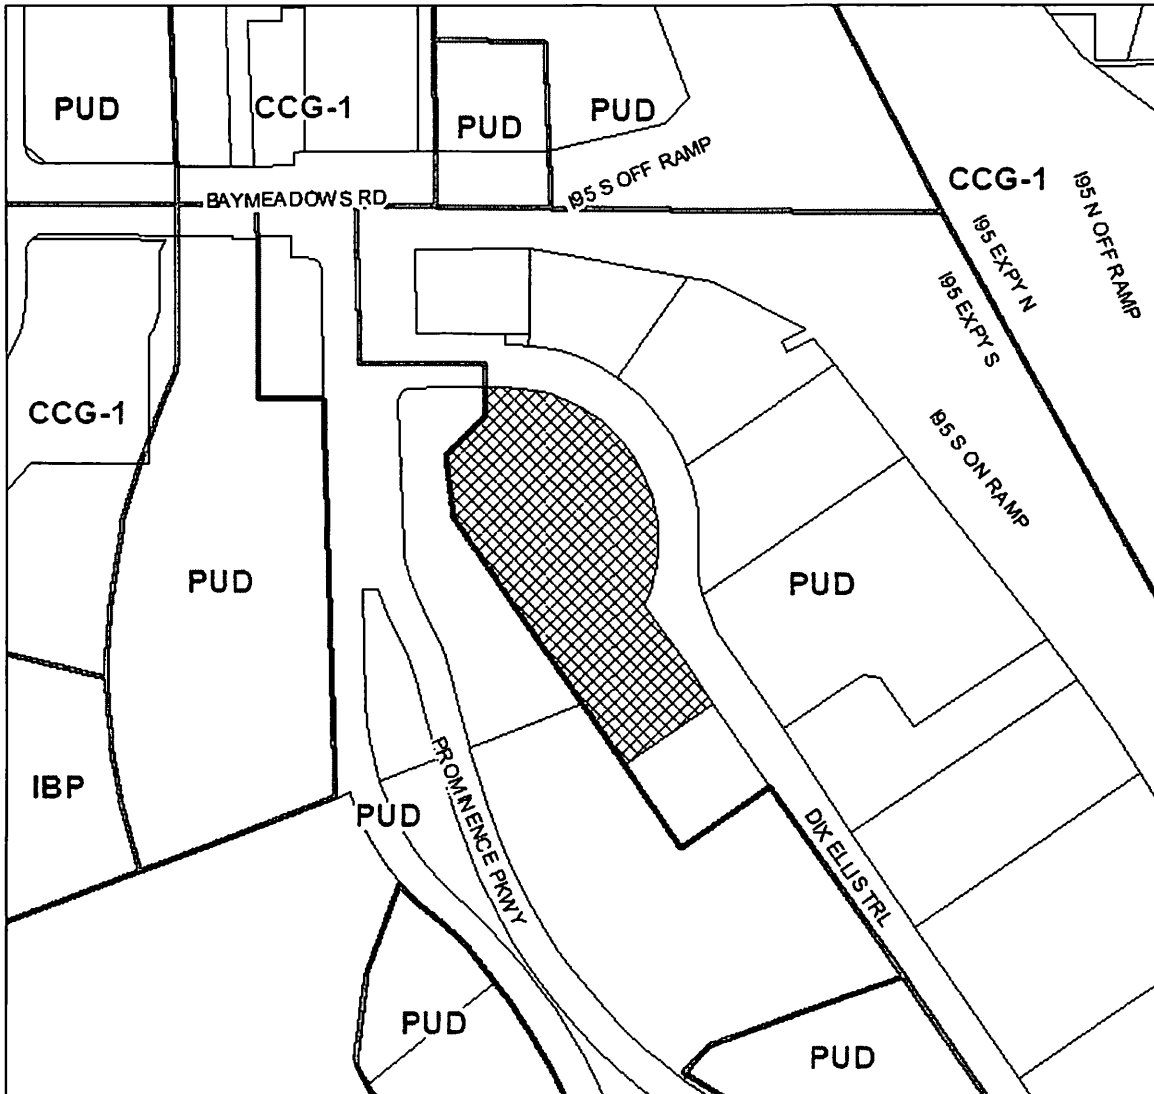 PUD
CCG-1
PUD
PUD
I95 S OFF RAMP
CCG-1
I95 N OFF RAMP
BAYMEADOWS RD
I95 EXPY N
I95 EXPY S
CCG-1
I95 S ON RAMP
PUD
PUD
IBP
PUD
PROMINENCE PKWY
DIX ELLIS TRL
PUD
PUD